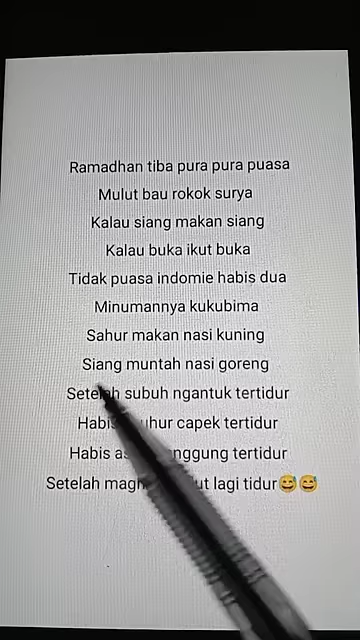 Ramadhan tiba pura pura puasa
Mulut bau rokok surya
Kalau siang makan siang
Kalau buka ikut buka
Tidak puasa indomie habis dua
Minumannya kukubima
Sahur makan nasi kuning
Siang muntah nasi goreng
subuh ngantuk tertidur
capek tertidur
Habis tertidur
Setelah lagi tidur😅😅